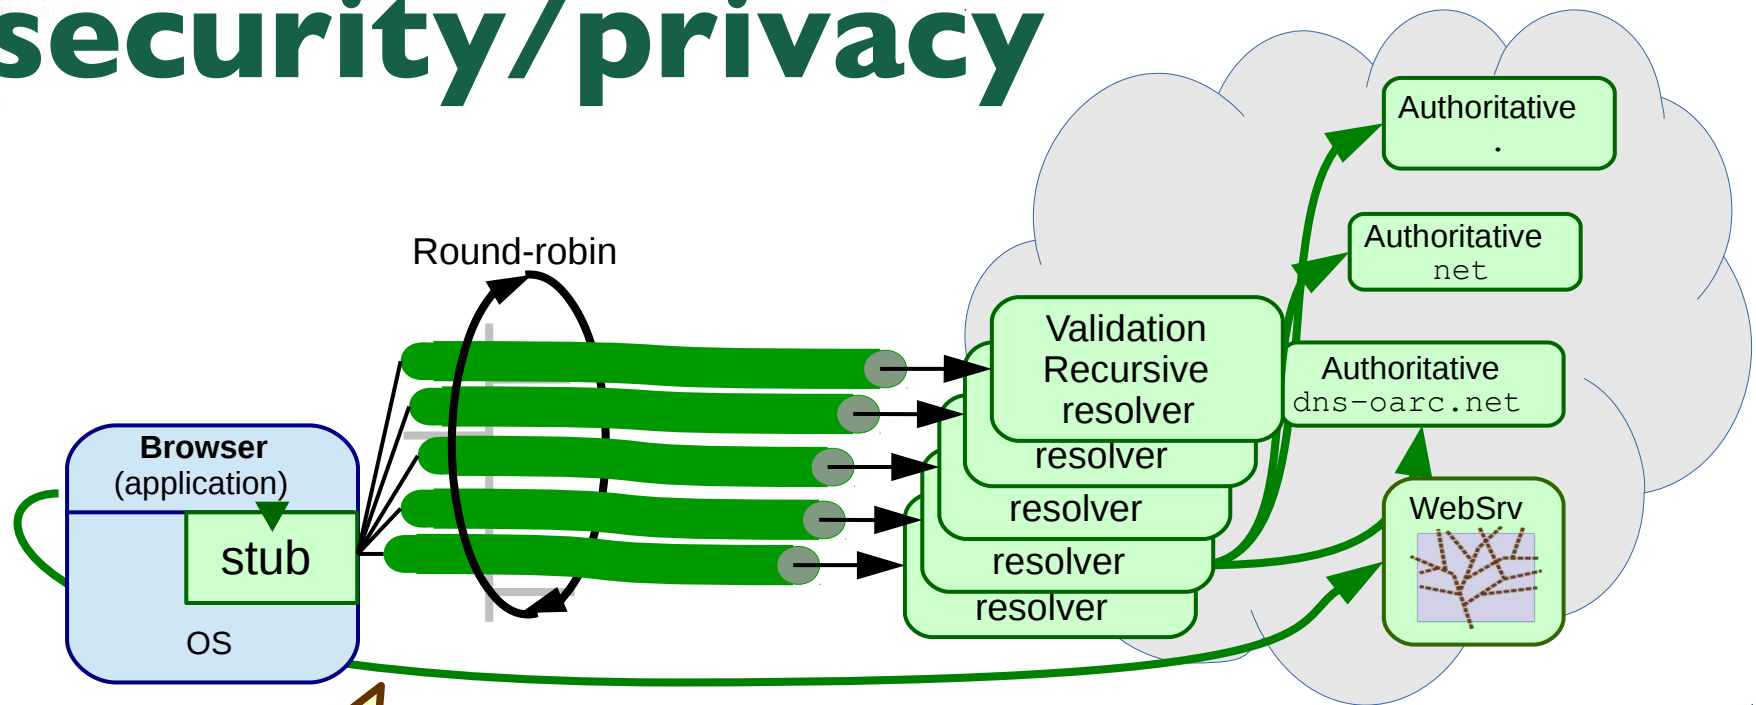 security/privacy
Authoritative
.
Authoritative
net
Round-robin
Validation
Recursive
resolver
Authoritative
dns-oarc.net
Browser
(application)
resolver
resolver
WebSrv
stub
resolver
resolver
OS